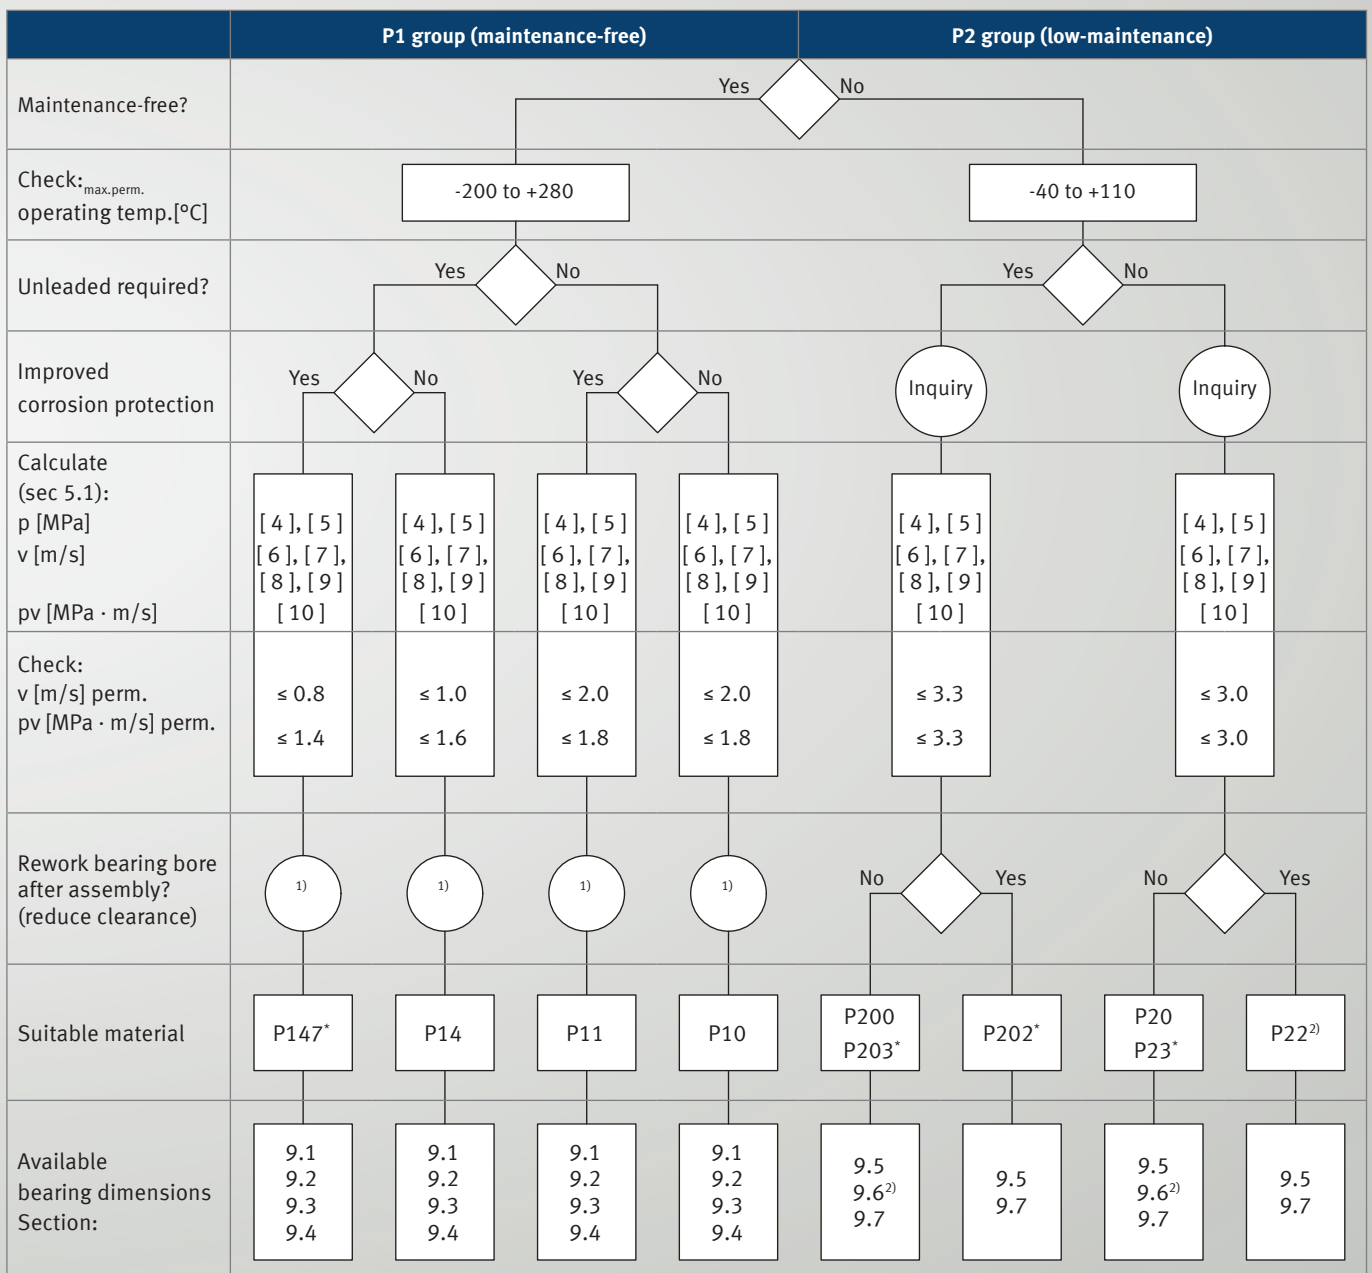 P1 group (maintenance-free)
P2 group (low-maintenance)
Maintenance-free?
Yes
No
Check:max.perm.
operating temp.[°C]
-200 to +280
-40 to +110
Unleaded required?
Yes
No
Yes
No
Improved
corrosion protection
Yes
No
Yes
No
Inquiry
Inquiry
Calculate
(sec 5.1):
p [MPa]
v [m/s]
pv [MPa · m/s]
[ 4 ], [ 5 ]
[ 6 ], [ 7 ],
[ 8 ], [ 9 ]
[ 10 ]
[ 4 ], [ 5 ]
[ 6 ], [ 7 ],
[ 8 ], [ 9 ]
[ 10 ]
[ 4 ], [ 5 ]
[ 6 ], [ 7 ],
[ 8 ], [ 9 ]
[ 10 ]
[ 4 ], [ 5 ]
[ 6 ], [ 7 ],
[ 8 ], [ 9 ]
[ 10 ]
[ 4 ], [ 5 ]
[ 6 ], [ 7 ],
[ 8 ], [ 9 ]
[ 10 ]
[ 4 ], [ 5 ]
[ 6 ], [ 7 ],
[ 8 ], [ 9 ]
[ 10 ]
Check:
v [m/s] perm.
pv [MPa · m/s] perm.
≤ 0.8
≤ 1.4
≤ 1.0
≤ 1.6
≤ 2.0
≤ 1.8
≤ 2.0
≤ 1.8
≤ 3.3
≤ 3.3
≤ 3.0
≤ 3.0
Rework bearing bore
after assembly?
(reduce clearance)
1)
1)
1)
1)
No
Yes
No
Yes
Suitable material
P147*
P14
P11
P10
P200
P203*
P202*
P20
P23*
P22²⁾
Available
bearing dimensions
Section:
9.1
9.2
9.3
9.4
9.1
9.2
9.3
9.4
9.1
9.2
9.3
9.4
9.1
9.2
9.3
9.4
9.5
9.6²⁾
9.7
9.5
9.7
9.5
9.6²⁾
9.7
9.5
9.7